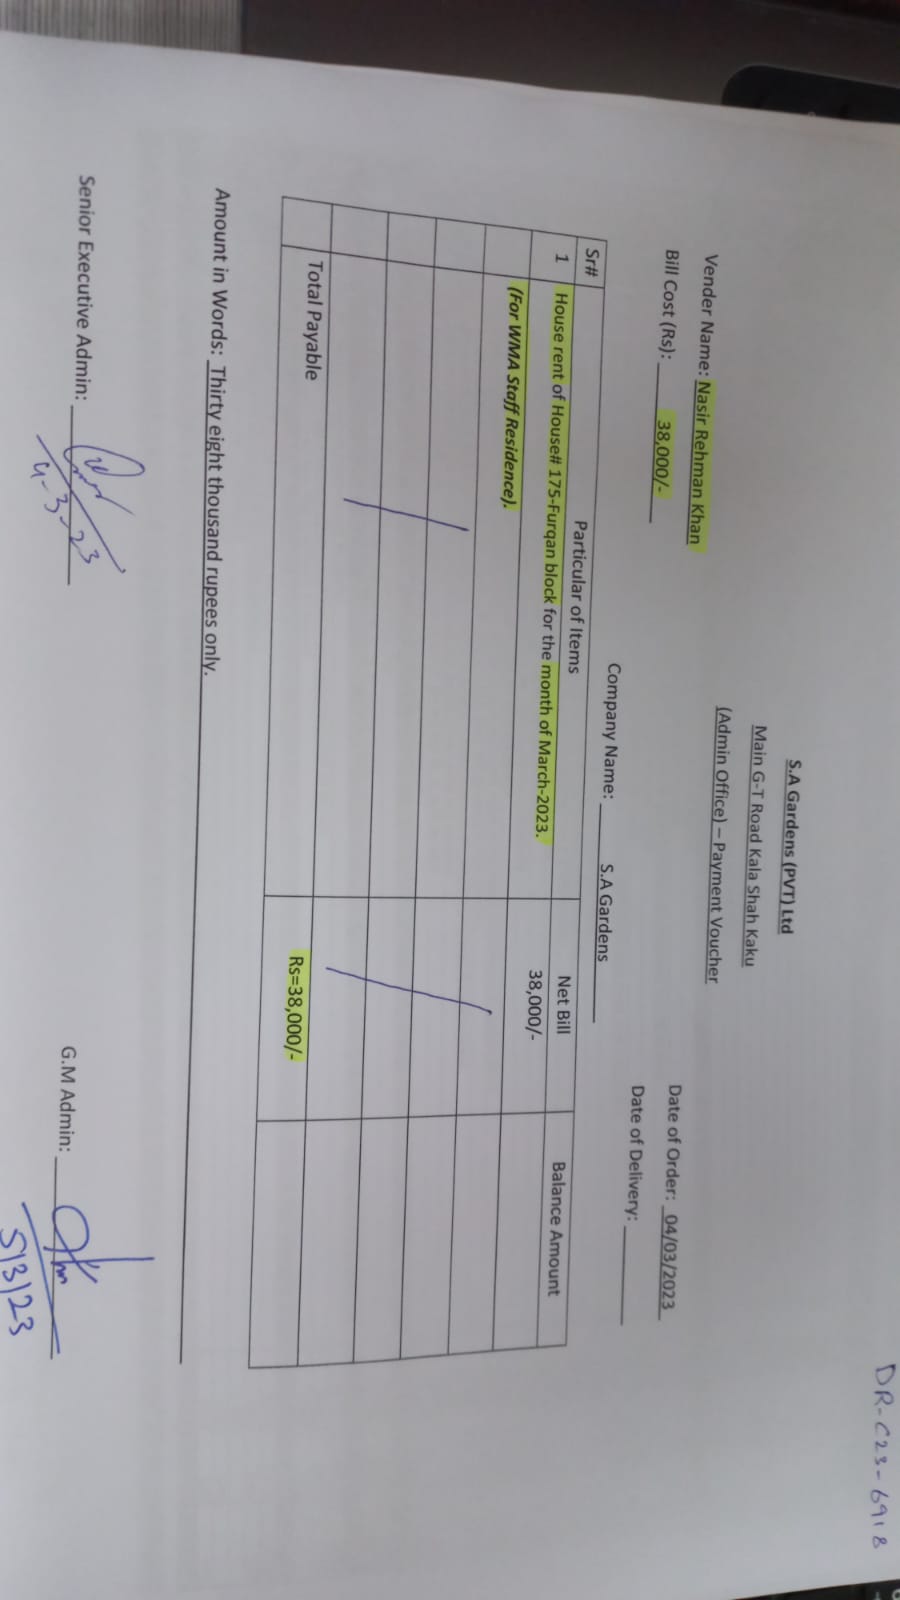 DR-C23-6918
S.A Gardens (PVT) Ltd
Main G-T Road Kala Shah Kaku
(Admin Office) – Payment Voucher
Vender Name: Nasir Rehman Khan
Date of Order: 04/03/2023
Bill Cost (Rs): 38,000/-
Date of Delivery:
Company Name: S.A Gardens
Sr# Particular of Items Net Bill Balance Amount
1 House rent of House# 175-Furqan block for the month of March-2023. 38,000/-
(For WMA Staff Residence).
Total Payable Rs=38,000/-
Amount in Words: Thirty eight thousand rupees only.
Senior Executive Admin:
4-3-23
G.M Admin:
5/3/23